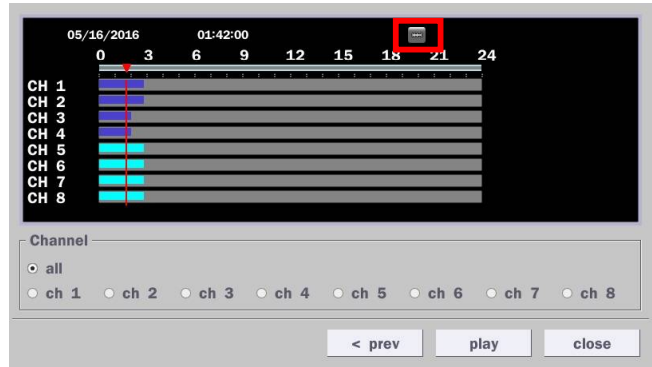 05/16/2016 01:42:00
0 3 6 9 12 15 18 21 24
CH 1
CH 2
CH 3
CH 4
CH 5
CH 6
CH 7
CH 8
Channel
all
ch 1 ch 2 ch 3 ch 4 ch 5 ch 6 ch 7 ch 8
< prev play close